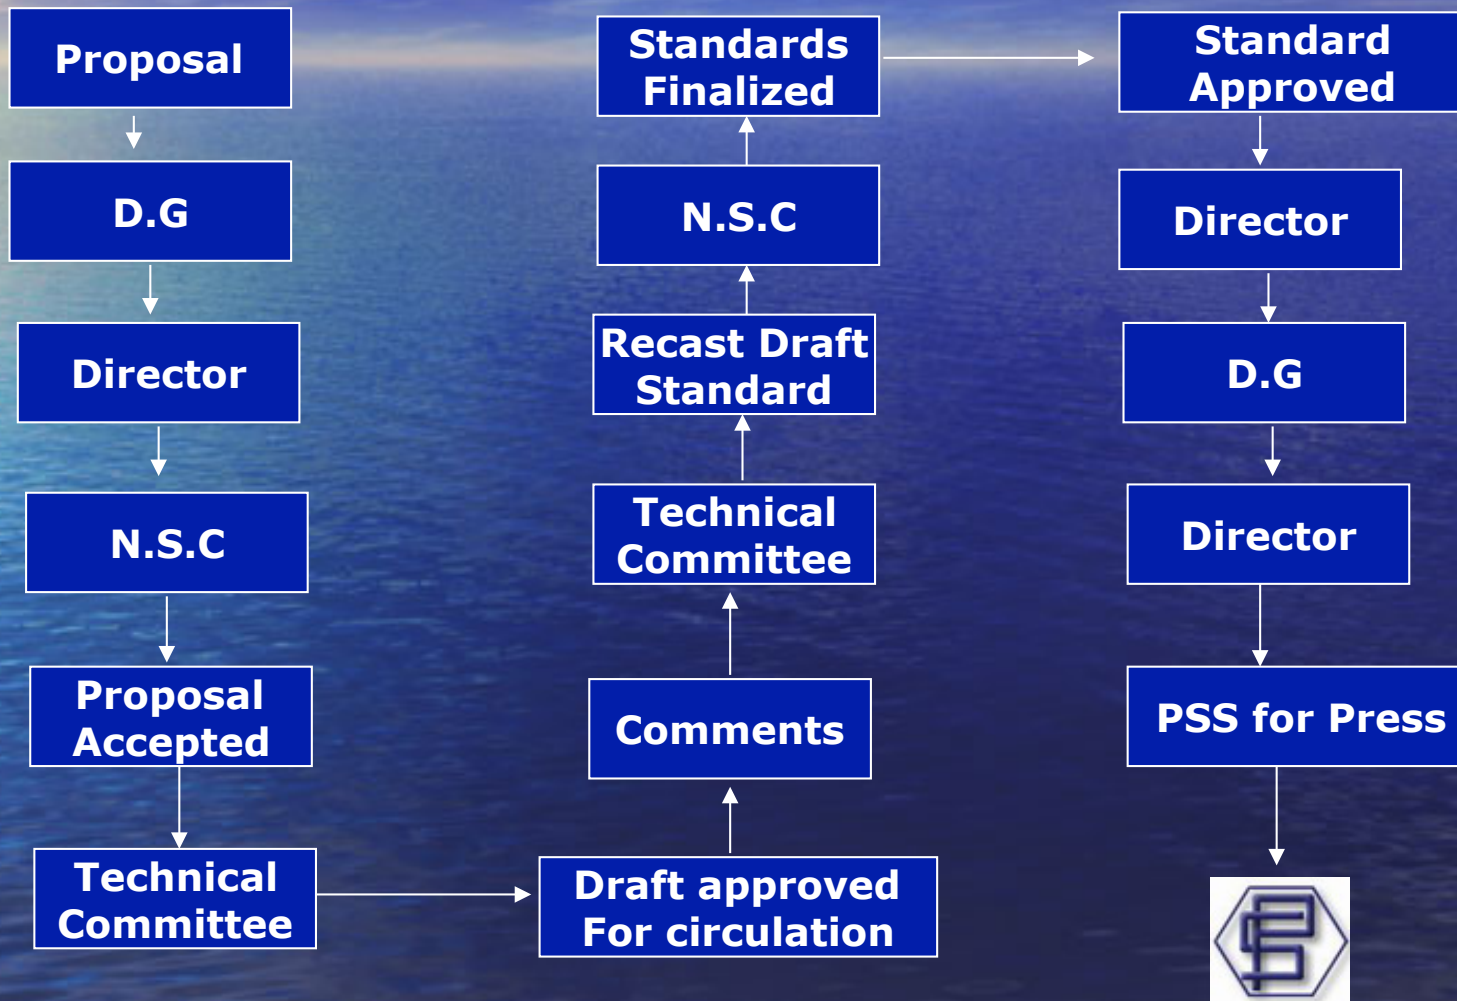 Proposal
D.G
Director
N.S.C
Proposal
Accepted
Technical
Committee
Draft approved
For circulation
Comments
Technical
Committee
Recast Draft
Standard
N.S.C
Standards
Finalized
Standard
Approved
Director
D.G
Director
PSS for Press